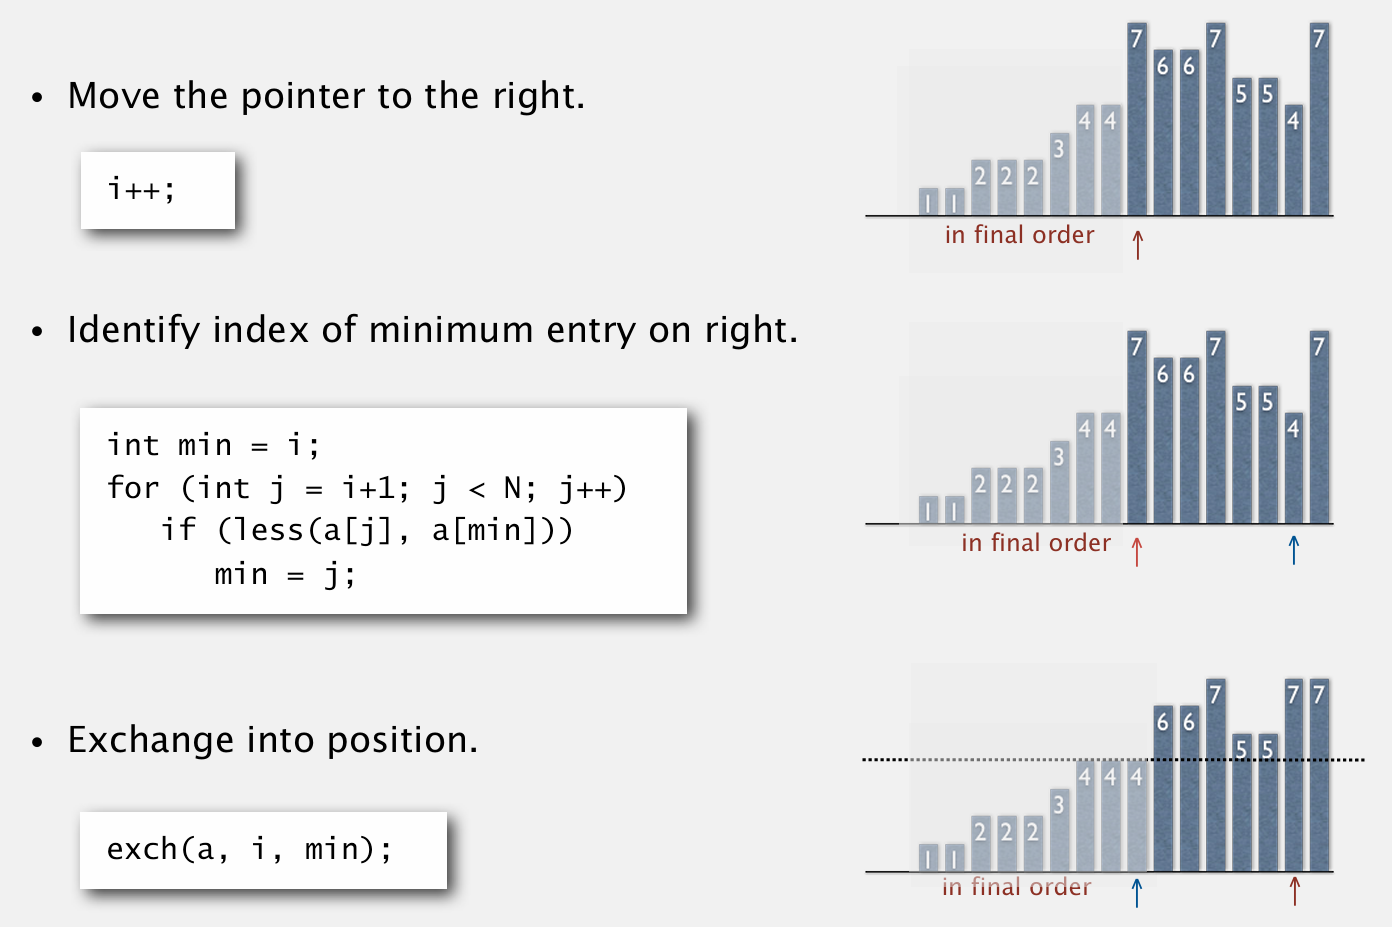 • Move the pointer to the right.
i++;
7 6 6 7 5 5 4 7
1 1 2 2 2 3 4 4
in final order
• Identify index of minimum entry on right.
int min = i;
for (int j = i+1; j < N; j++)
if (less(a[j], a[min]))
min = j;
1 1 2 2 2 3 4 4 7 6 6 7 5 5 4 7
in final order
• Exchange into position.
exch(a, i, min);
1 1 2 2 2 3 4 4 4 6 6 7 5 5 7 7
in final order